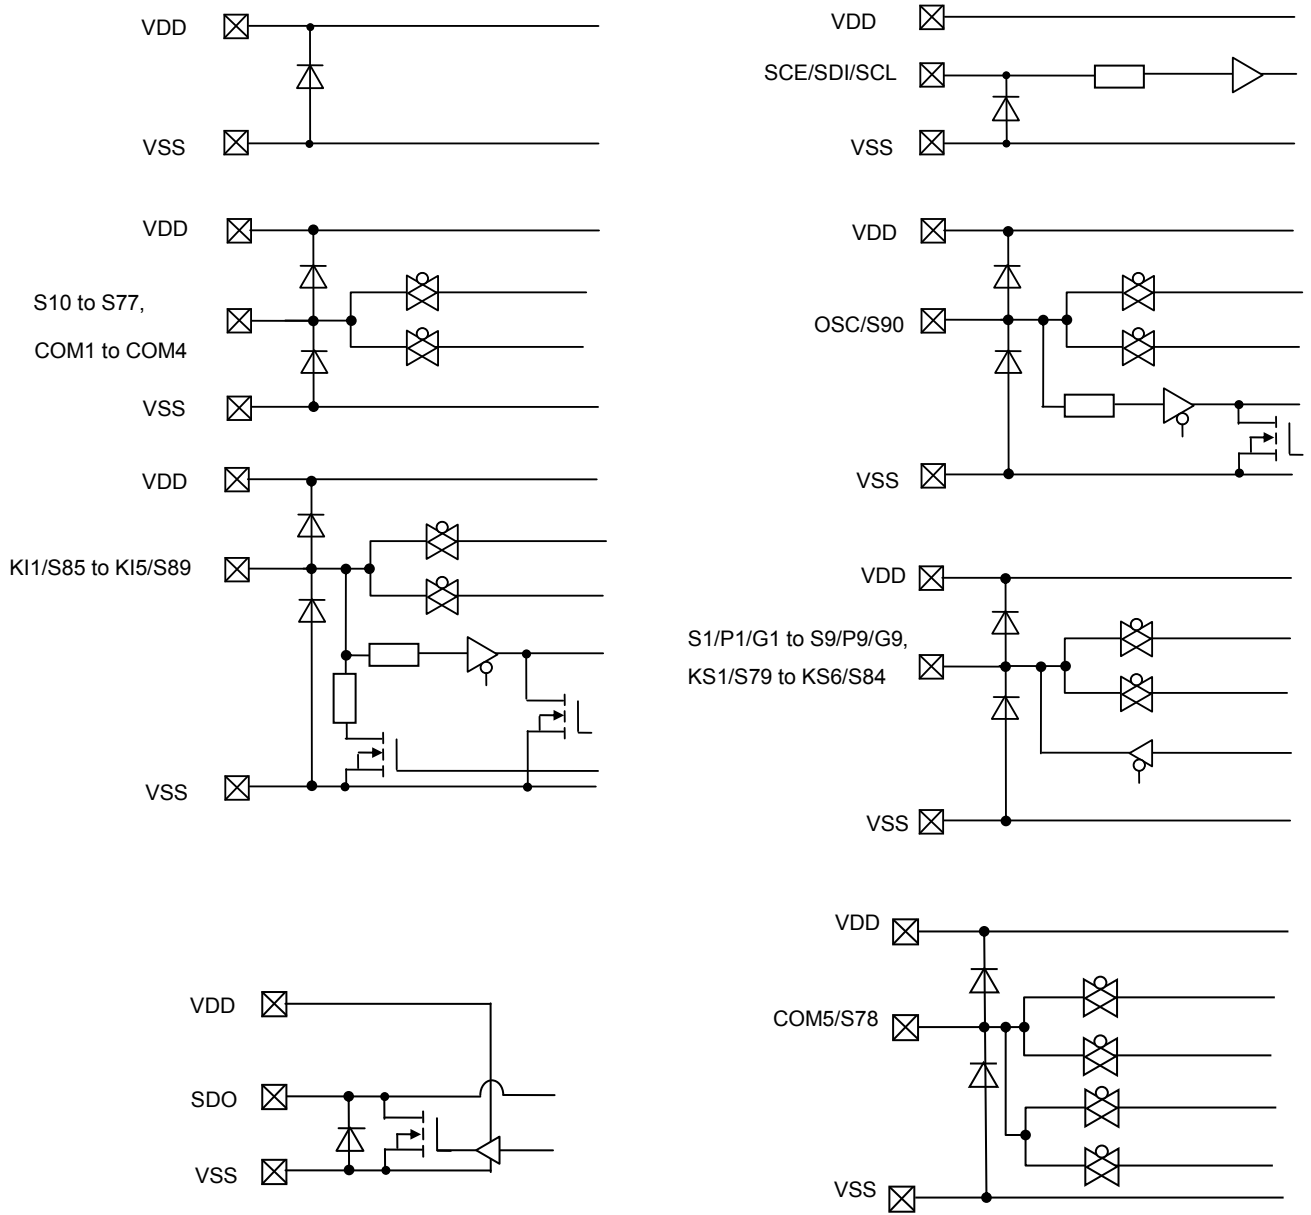 VDD
VSS
VDD
SCE/SDI/SCL
VSS
VDD
S10 to S77,
COM1 to COM4
VSS
VDD
OSC/S90
VSS
VDD
KI1/S85 to KI5/S89
VSS
VDD
S1/P1/G1 to S9/P9/G9,
KS1/S79 to KS6/S84
VSS
VDD
SDO
VSS
VDD
COM5/S78
VSS